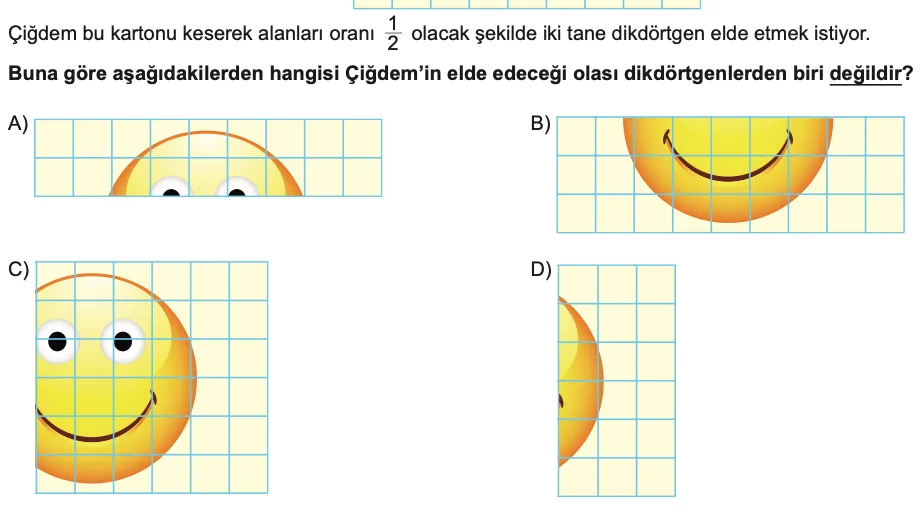 Çiğdem bu kartonu keserek alanları oranı 1/2 olacak şekilde iki tane dikdörtgen elde etmek istiyor.
Buna göre aşağıdakilerden hangisi Çiğdem'in elde edeceği olası dikdörtgenlerden biri değildir?
A)
B)
C)
D)